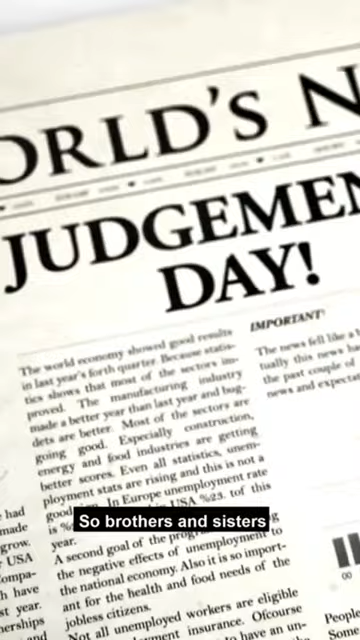 ORLD'S N
JUDGEMEN
DAY!
IMPORTANT!
The world economy showed good results
in last year's forth quarter. Because statis-
tics shows that most of the sectors im-
proved. The manufacturing industry
made a better year than last year and bug-
dets are better. Most of the sectors are
going good. Especially construction,
energy and food industries are getting
better scores. Even all statistics, unem-
ployment stats are rising and this is not a
good In Europe unemployment rate
is % USA %23. tof this
year.
A second goal of the
the negative effects of unemployment to
the national economy. Also it is so import-
ant for the health and food needs of the
jobless citizens.
Not all unemployed workers are eligible
insurance. Ofcourse
The news fell like a
tually this news ha
the past couple of
news and expecta
had
made
grow.
USA
ompa-
h have
st year.
nerships
So brothers and sisters
00
People